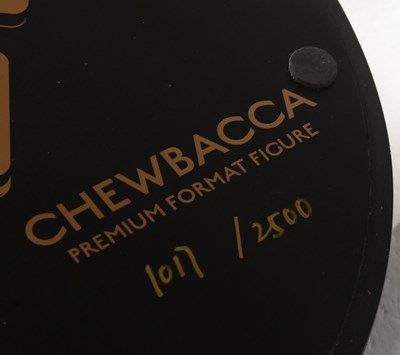 CHEWBACCA
PREMIUM FORMAT FIGURE
1017 / 2500